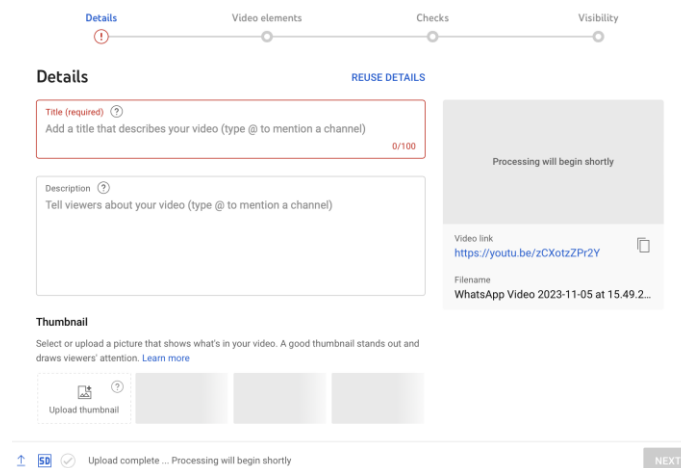 Details
Video elements
Checks
Visibility
Details
REUSE DETAILS
Title (required)
Add a title that describes your video (type @ to mention a channel)
0/100
Description
Tell viewers about your video (type @ to mention a channel)
Processing will begin shortly
Video link
https://youtu.be/zCXotzZPr2Y
Filename
WhatsApp Video 2023-11-05 at 15.49.2...
Thumbnail
Select or upload a picture that shows what's in your video. A good thumbnail stands out and
draws viewers' attention. Learn more
Upload thumbnail
SD
Upload complete ... Processing will begin shortly
NEXT